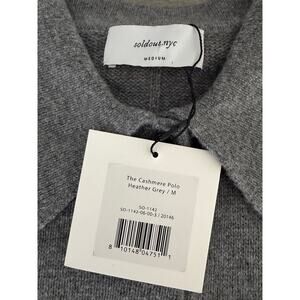 soldout.nyc
MEDIUM
The Cashmere Polo
Heather Grey / M
SO-1142
SO-1142-06-00-3 / 20146
8 10148 04751 1